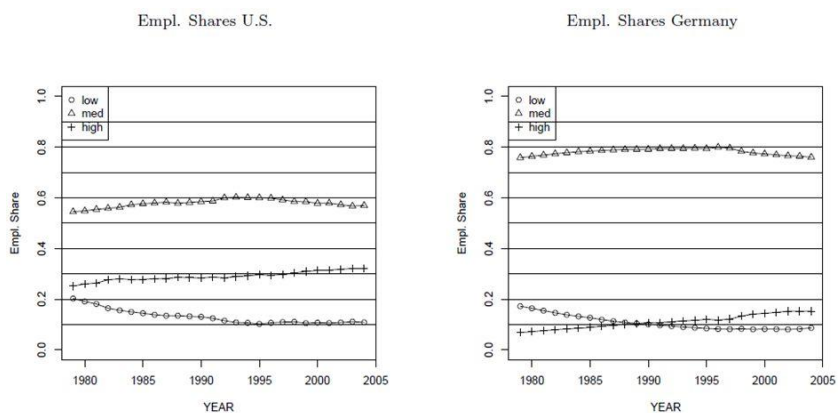 Empl. Shares U.S.
low
med
high
Empl. Share
0.0
0.2
0.4
0.6
0.8
1.0
1980
1985
1990
1995
2000
2005
YEAR
Empl. Shares Germany
low
med
high
Empl. Share
0.0
0.2
0.4
0.6
0.8
1.0
1980
1985
1990
1995
2000
2005
YEAR